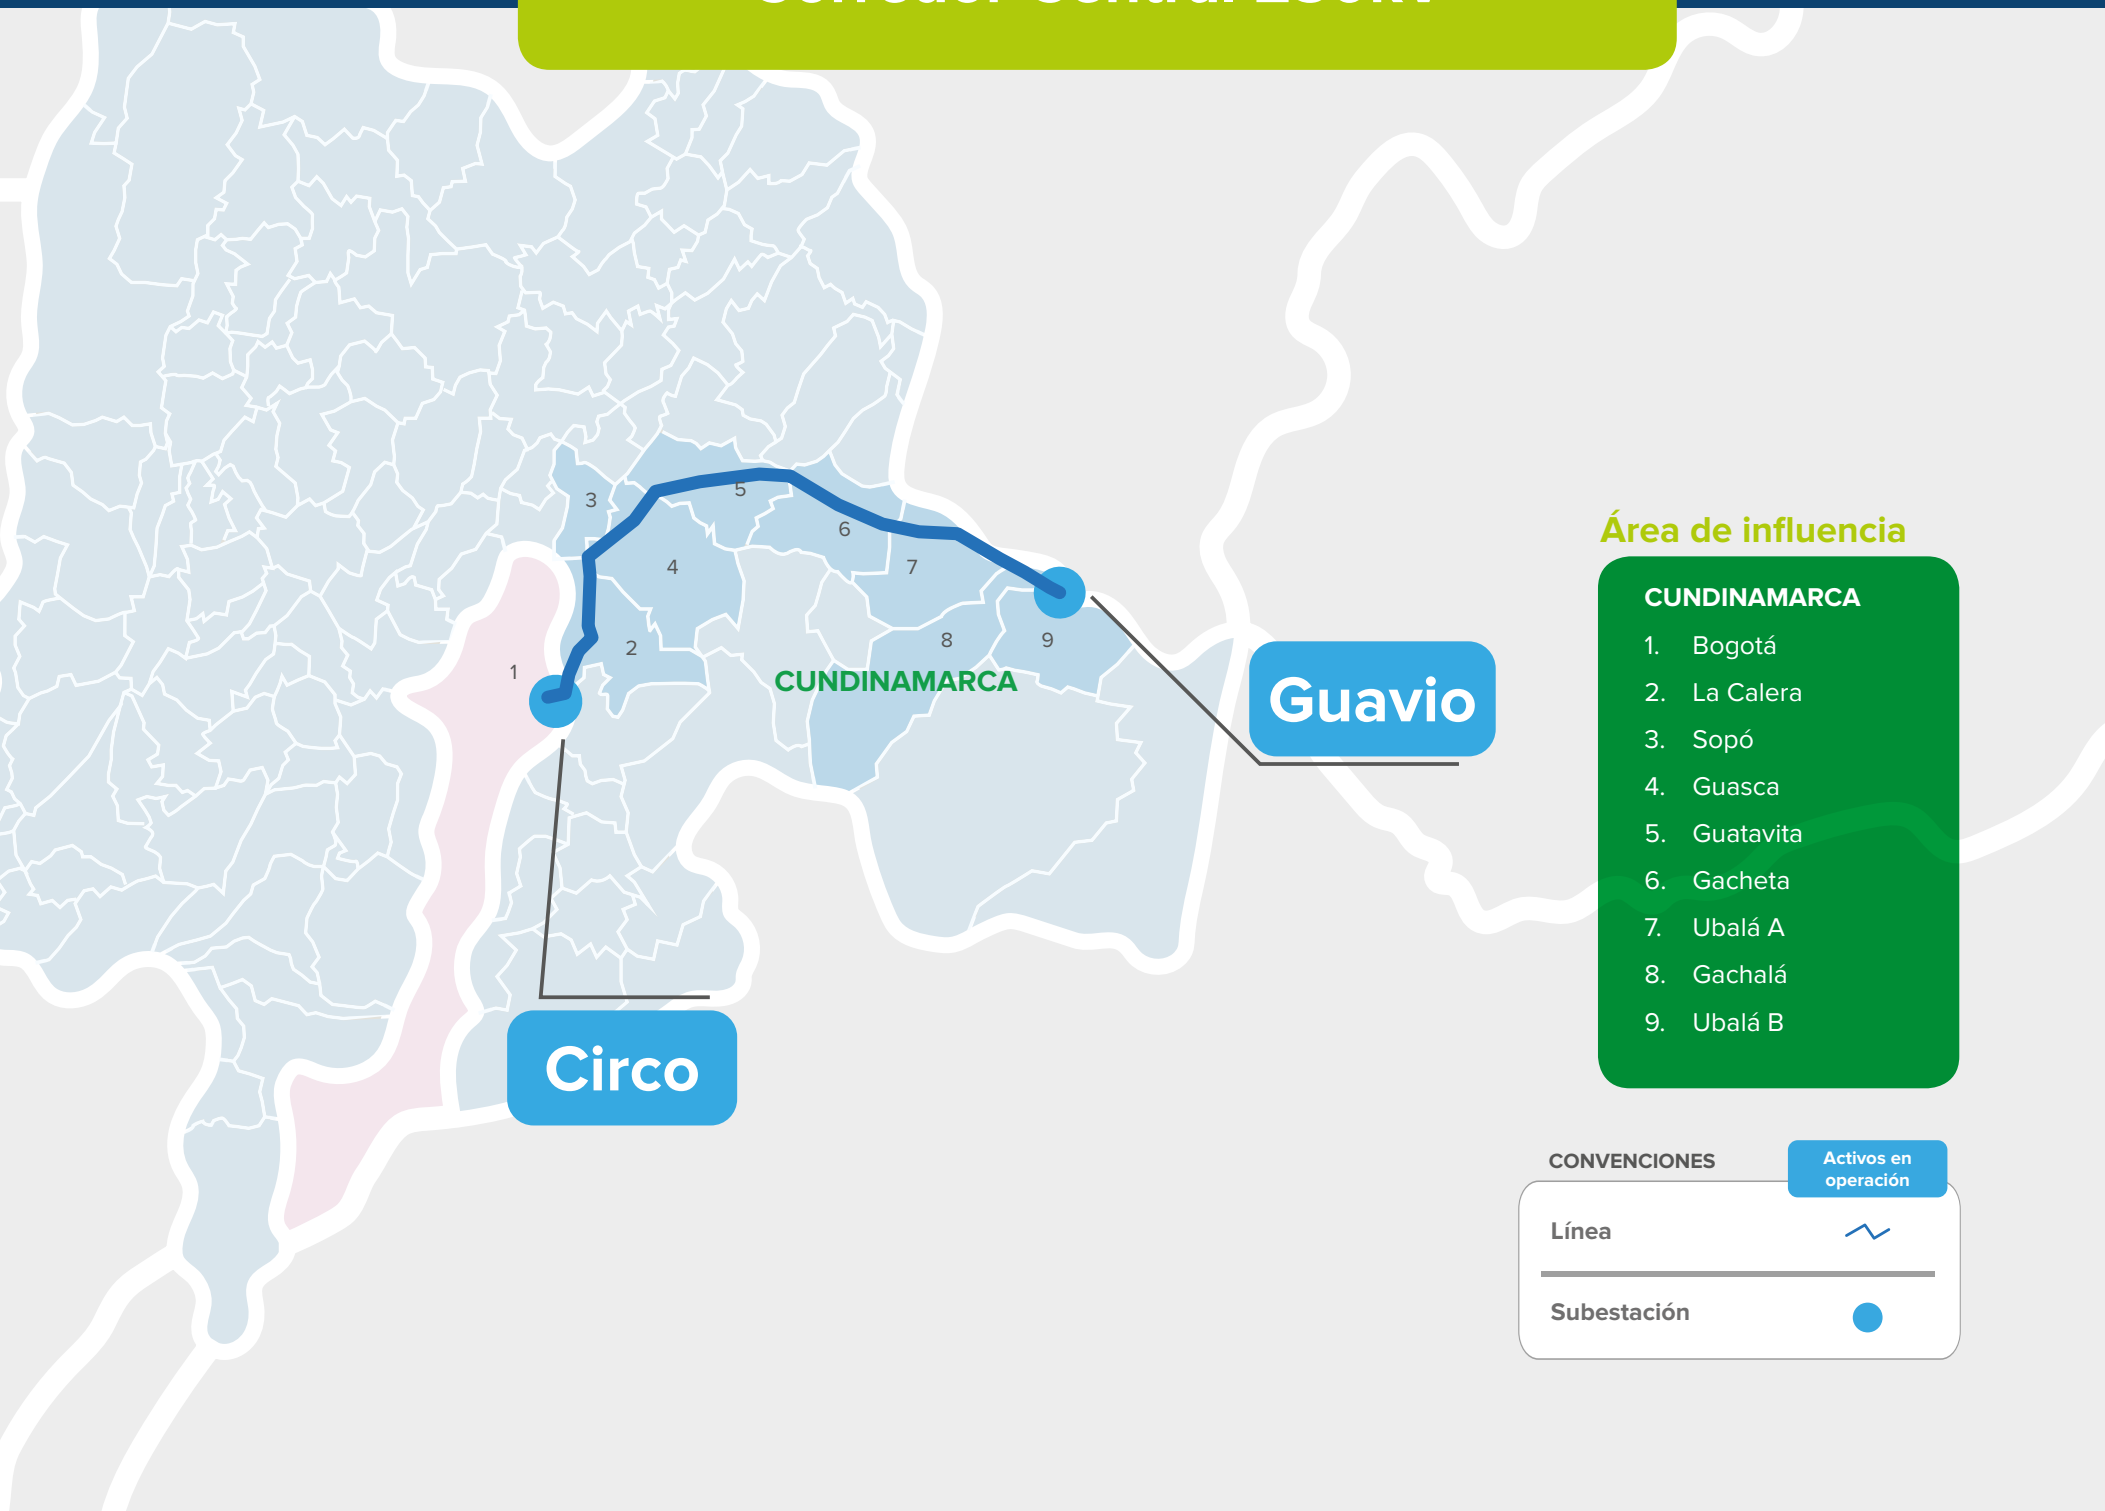 3
5
6
4
7
2
8
9
1
CUNDINAMARCA
Guavio
Circo
Área de influencia
CUNDINAMARCA
1. Bogotá
2. La Calera
3. Sopó
4. Guasca
5. Guatavita
6. Gacheta
7. Ubalá A
8. Gachalá
9. Ubalá B
CONVENCIONES
Activos en
operación
Línea
Subestación